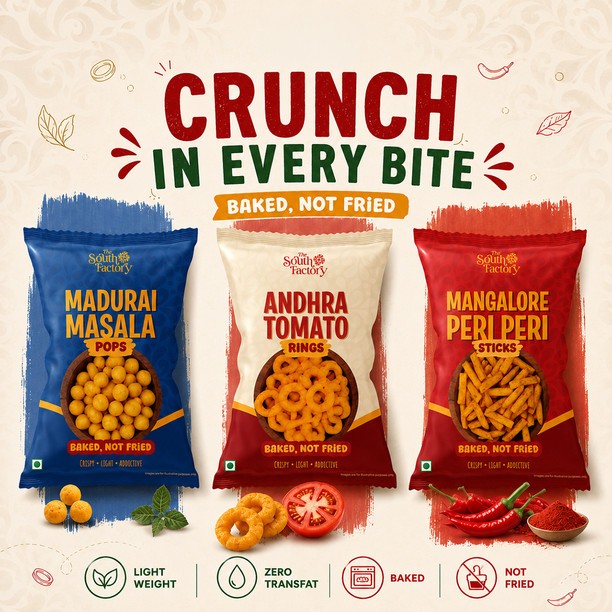 CRUNCH
IN EVERY BITE
BAKED, NOT FRIED
The
South
Factory
MADURAI
MASALA
POPS
BAKED, NOT FRIED
CRISPY • LIGHT • ADDICTIVE
The
South
Factory
ANDHRA
TOMATO
RINGS
BAKED, NOT FRIED
CRISPY • LIGHT • ADDICTIVE
The
South
Factory
MANGALORE
PERI PERI
STICKS
BAKED, NOT FRIED
CRISPY • LIGHT • ADDICTIVE
LIGHT
WEIGHT
ZERO
TRANSFAT
BAKED
NOT
FRIED